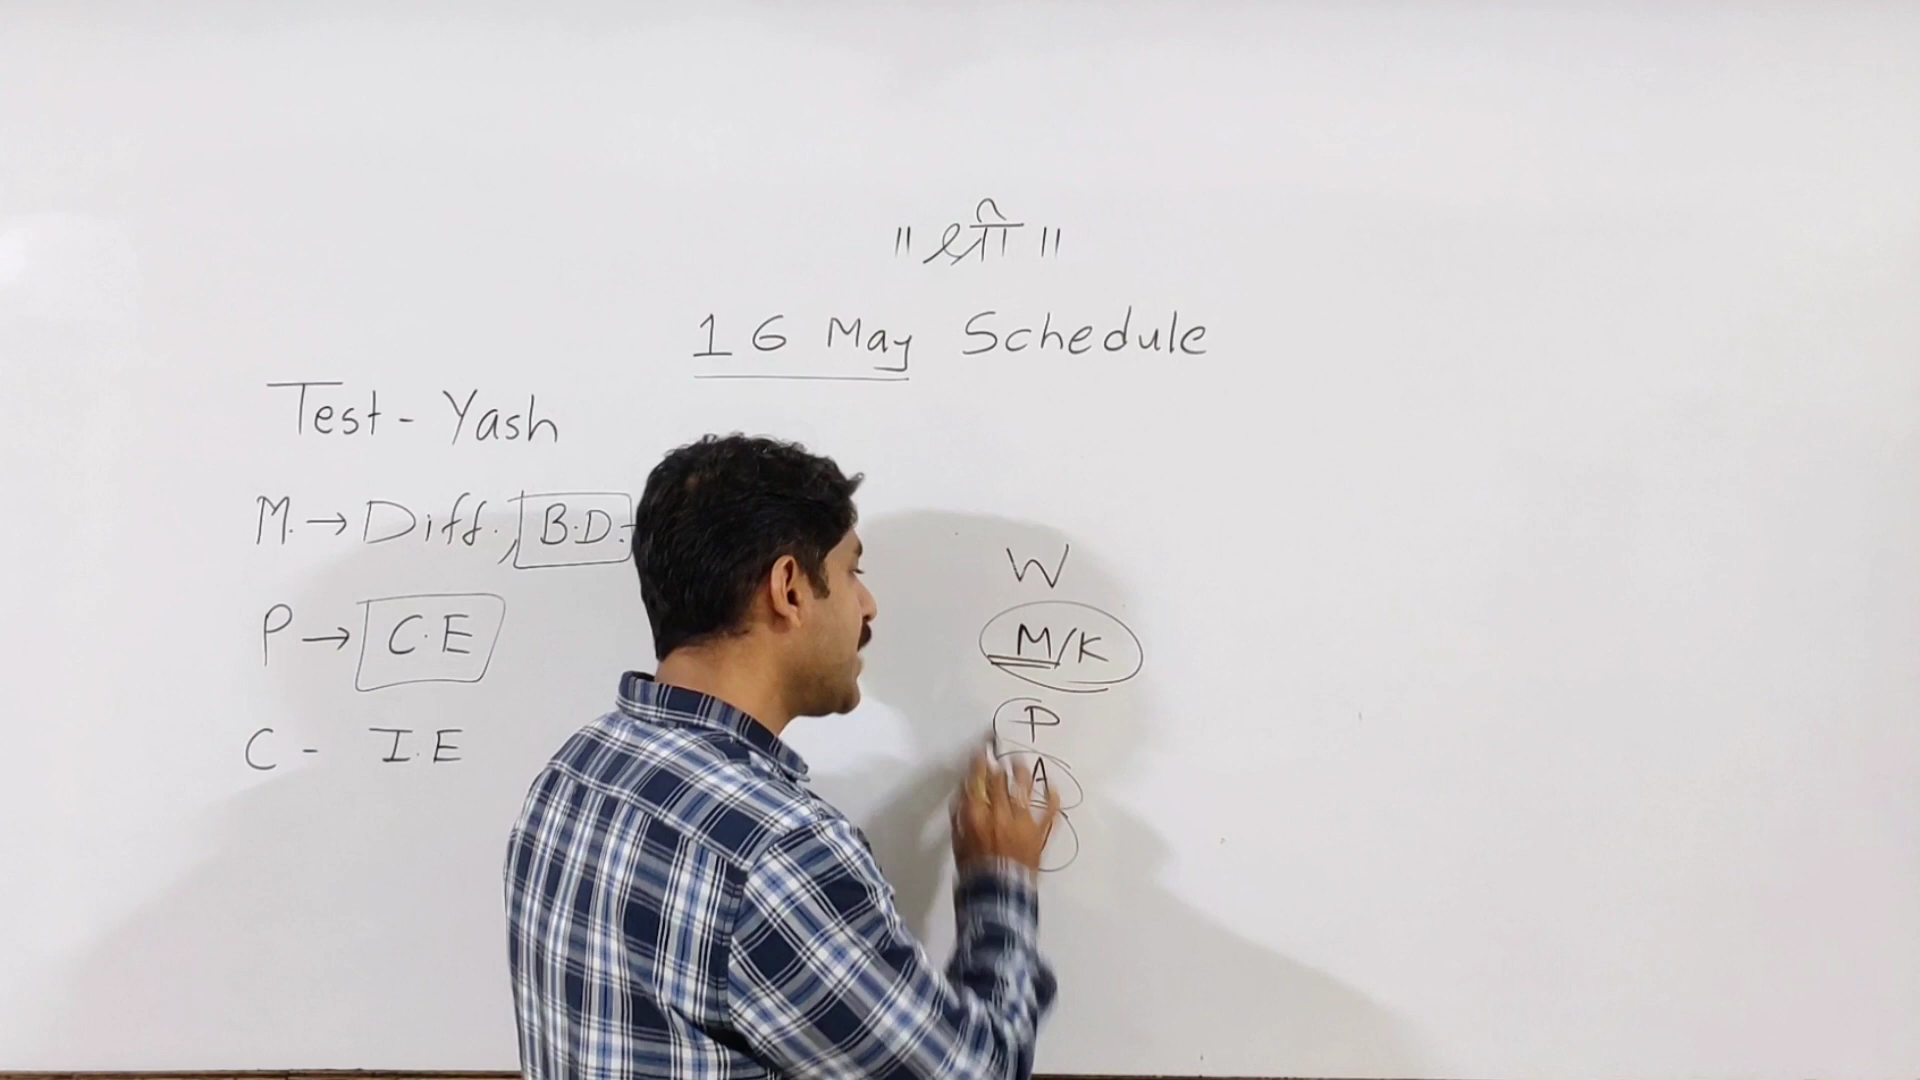 ॥ श्री ॥
16 May Schedule
Test - Yash
M. → Diff., B.D.
P → C.E
C - I.E
W
M/K
P
A